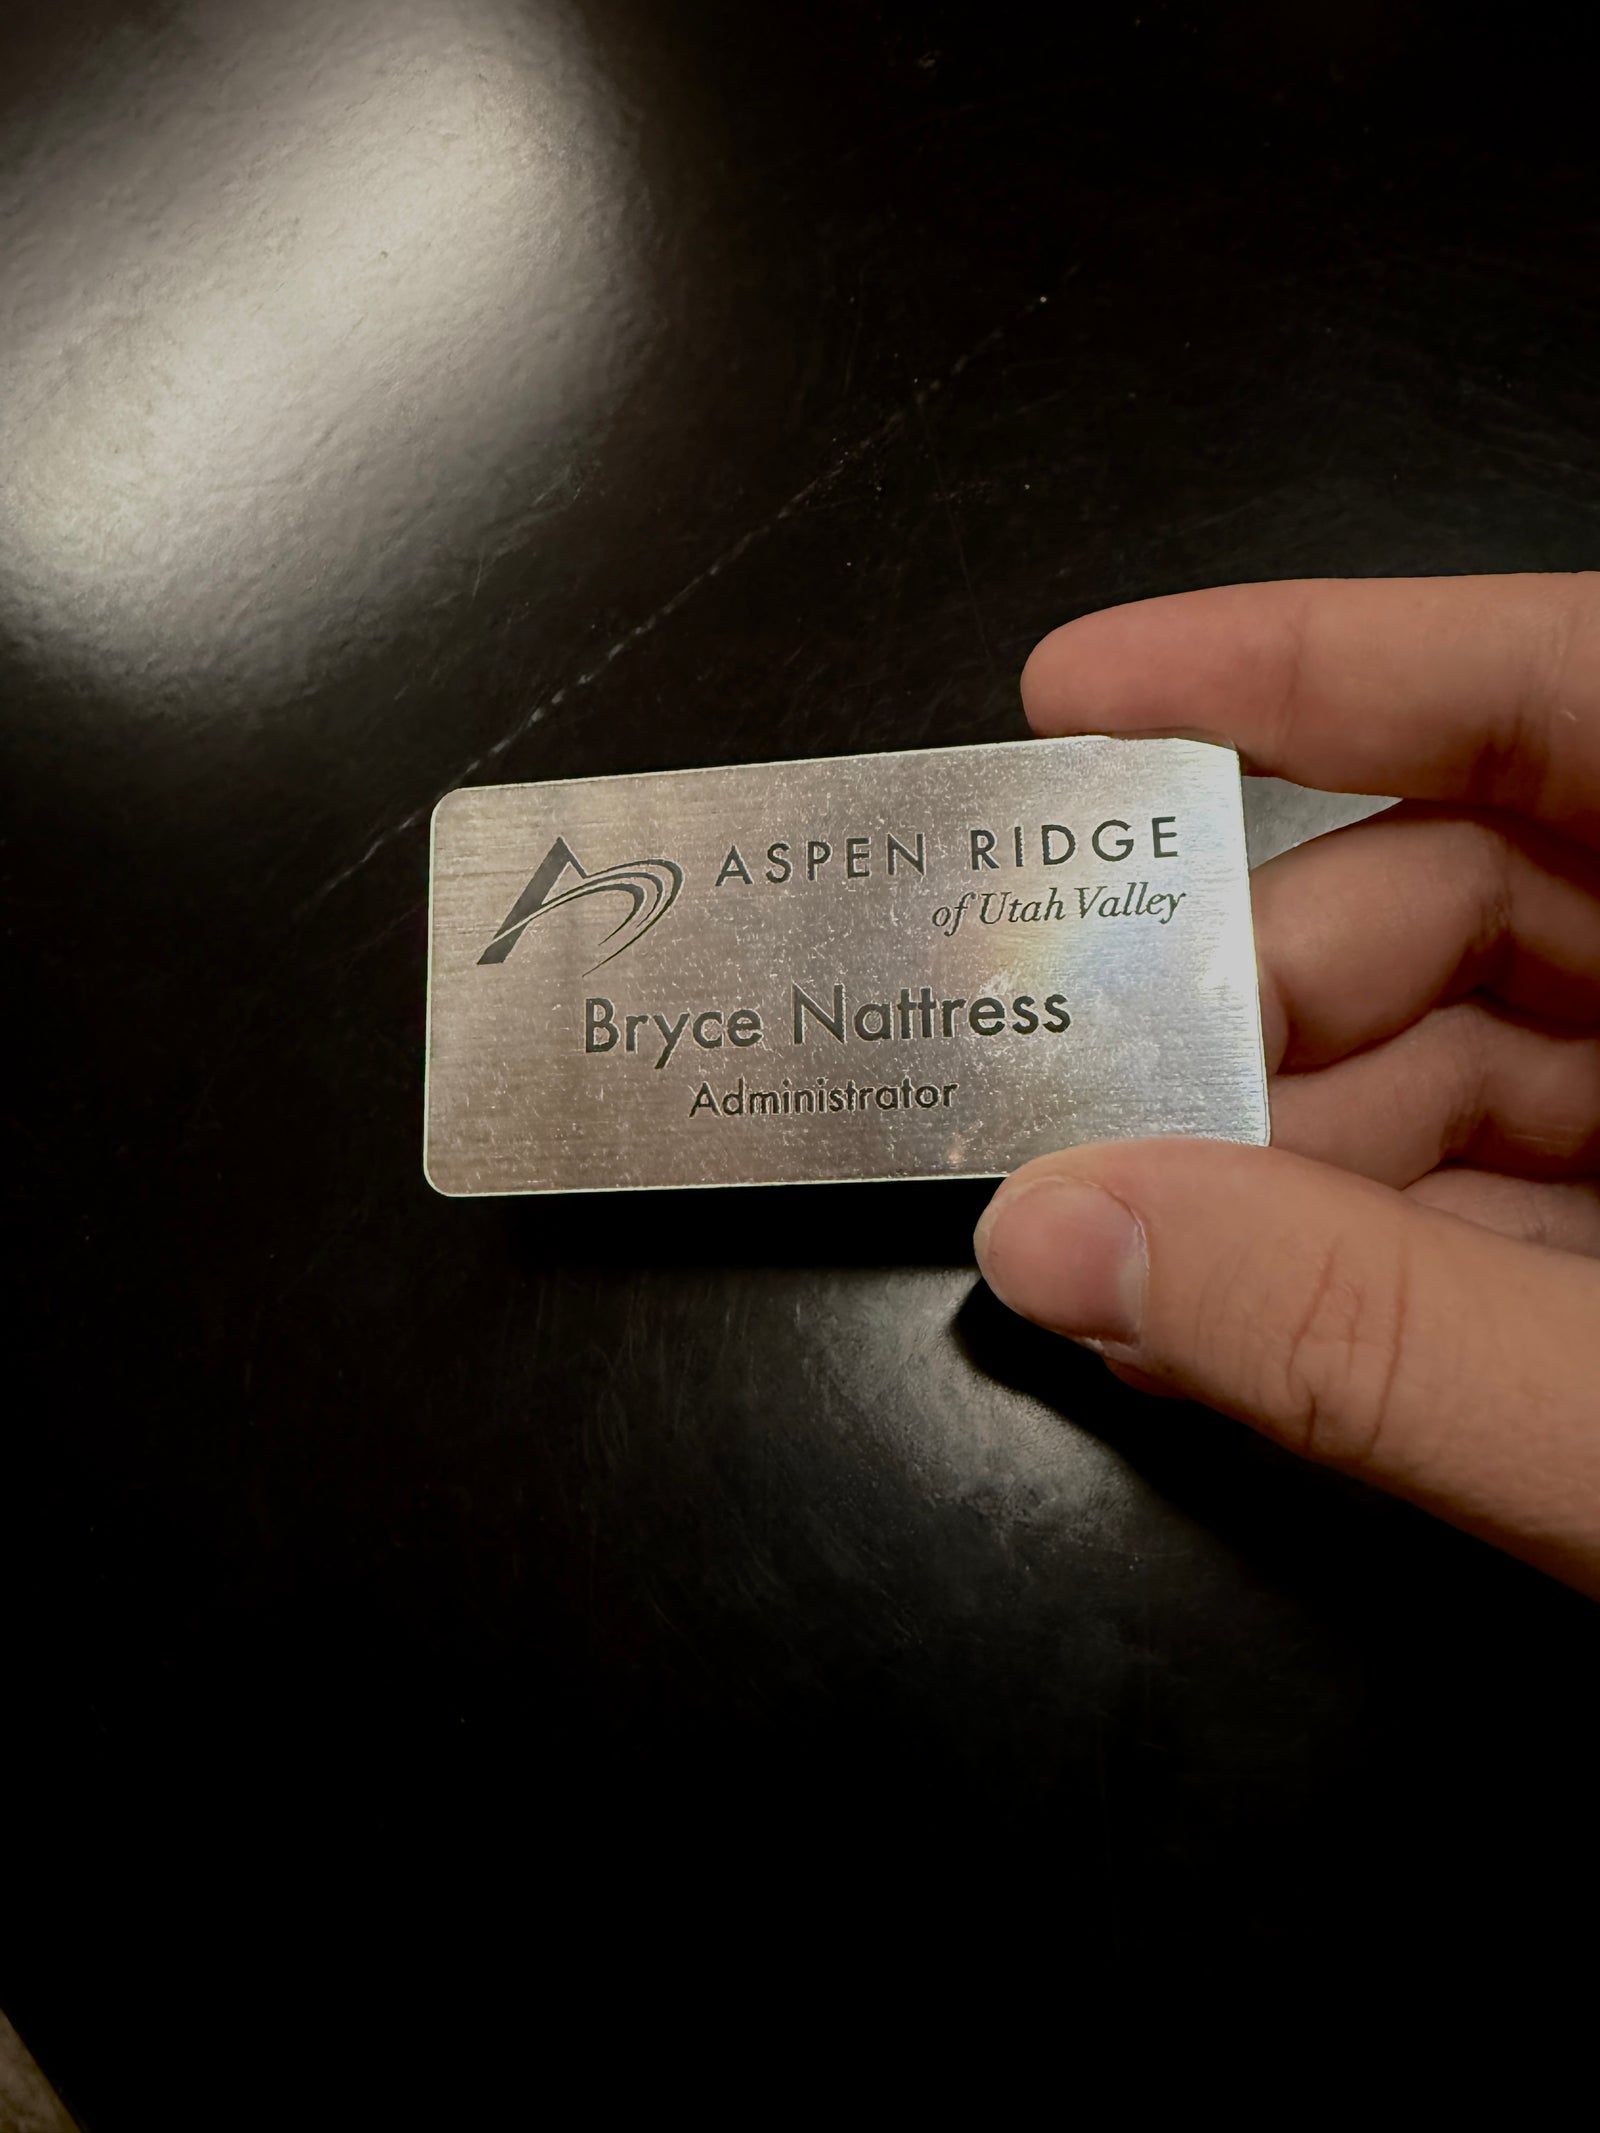 ASPEN RIDGE
of Utah Valley
Bryce Nattress
Administrator